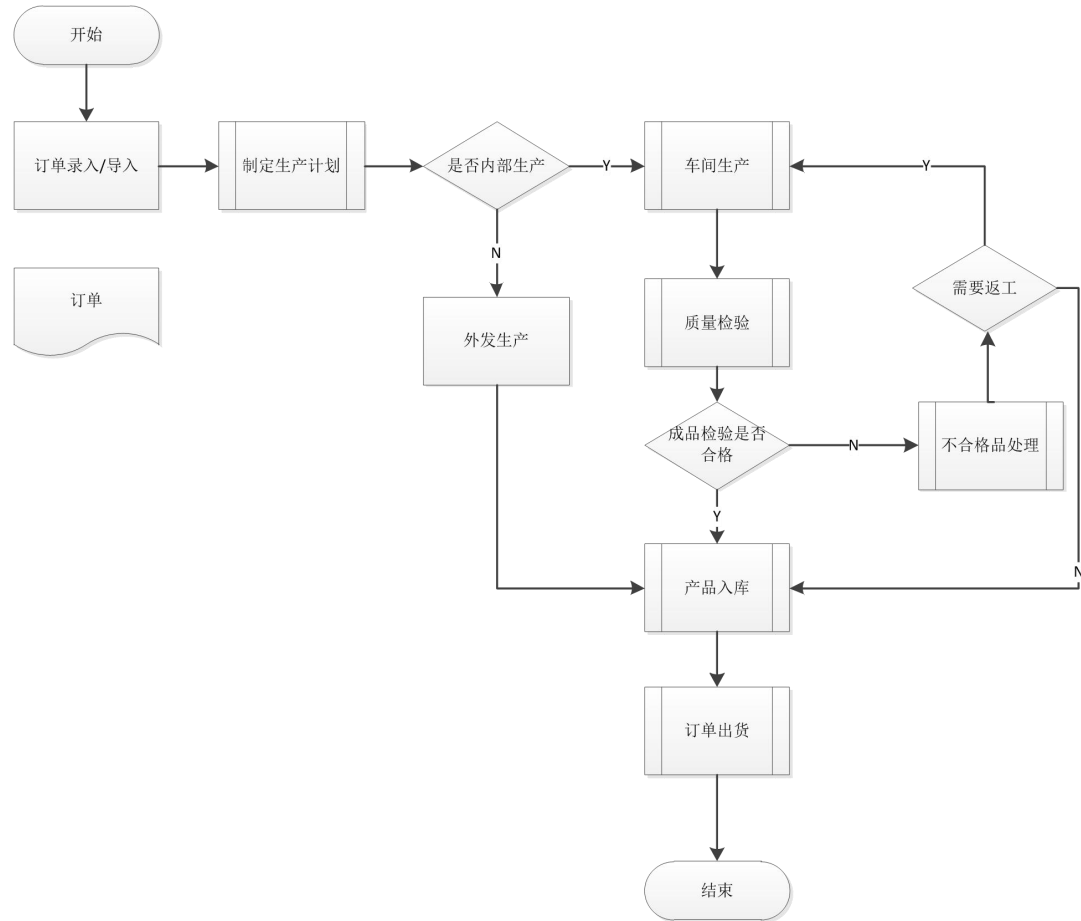 开始
订单录入/导入
制定生产计划
是否内部生产
Y
车间生产
Y
N
订单
外发生产
质量检验
需要返工
成品检验是否
合格
N
不合格品处理
Y
N
产品入库
订单出货
结束